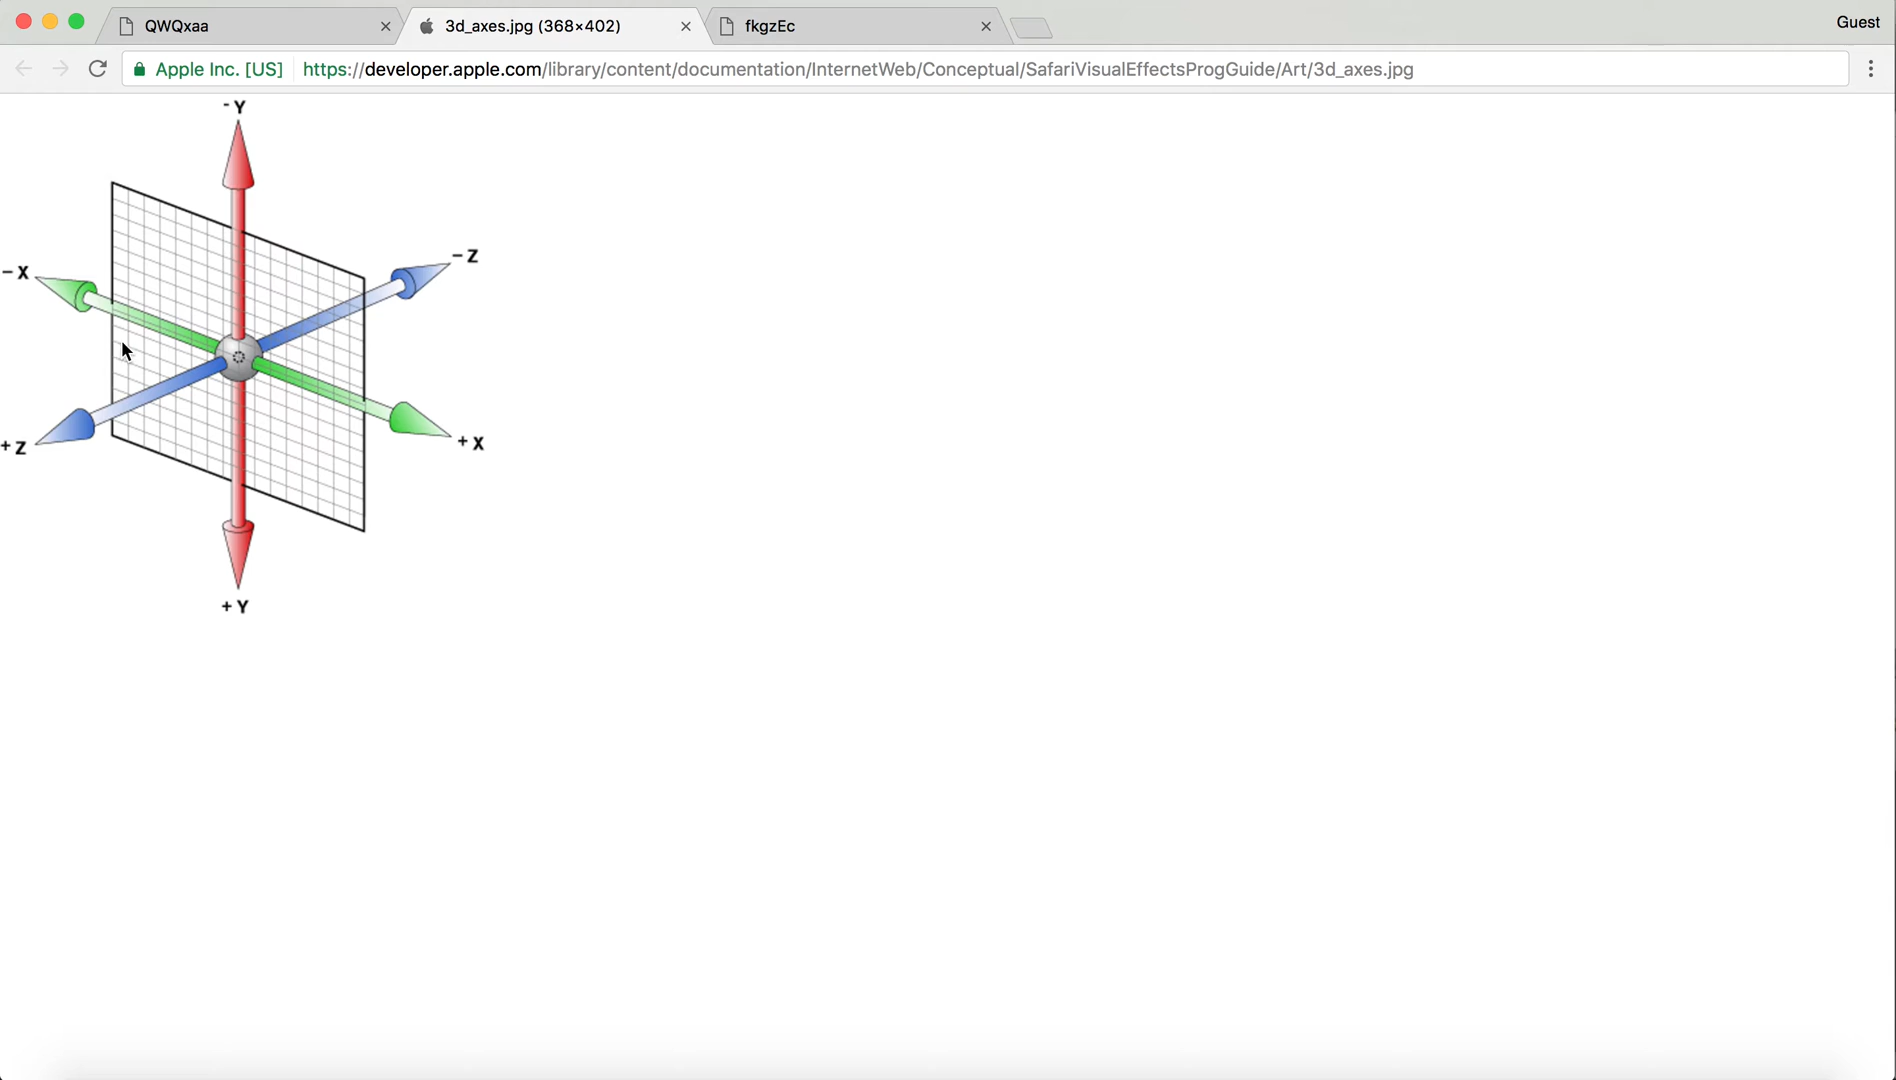 QWQxaa
3d_axes.jpg (368×402)
fkgzEc
Guest
Apple Inc. [US]
https://developer.apple.com/library/content/documentation/InternetWeb/Conceptual/SafariVisualEffectsProgGuide/Art/3d_axes.jpg
- Y
- Z
- X
+ Z
+ X
+ Y